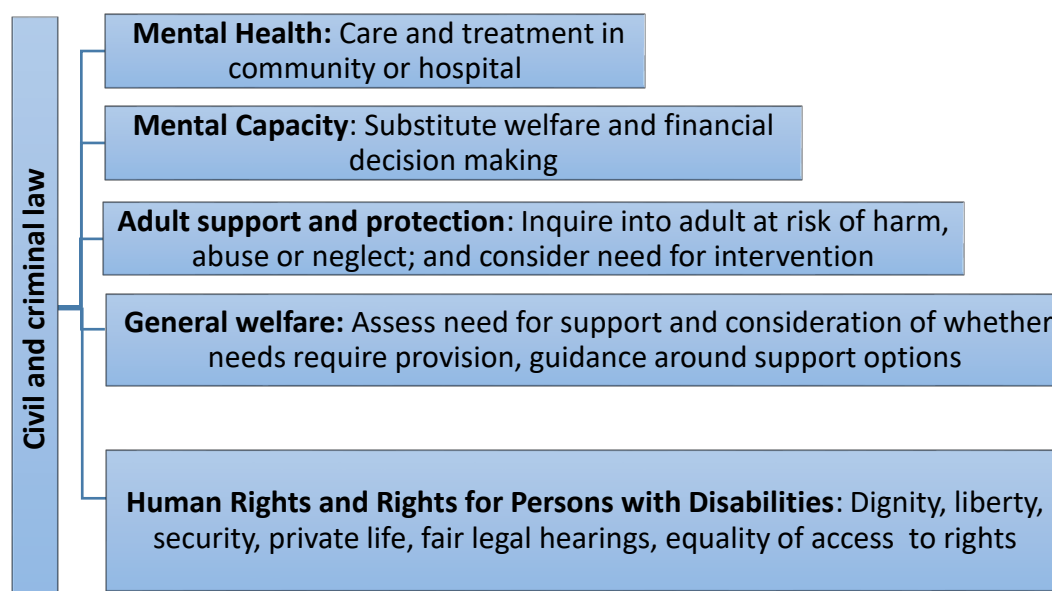 Civil and criminal law
Mental Health: Care and treatment in
community or hospital
Mental Capacity: Substitute welfare and financial
decision making
Adult support and protection: Inquire into adult at risk of harm,
abuse or neglect; and consider need for intervention
General welfare: Assess need for support and consideration of whether
needs require provision, guidance around support options
Human Rights and Rights for Persons with Disabilities: Dignity, liberty,
security, private life, fair legal hearings, equality of access  to rights